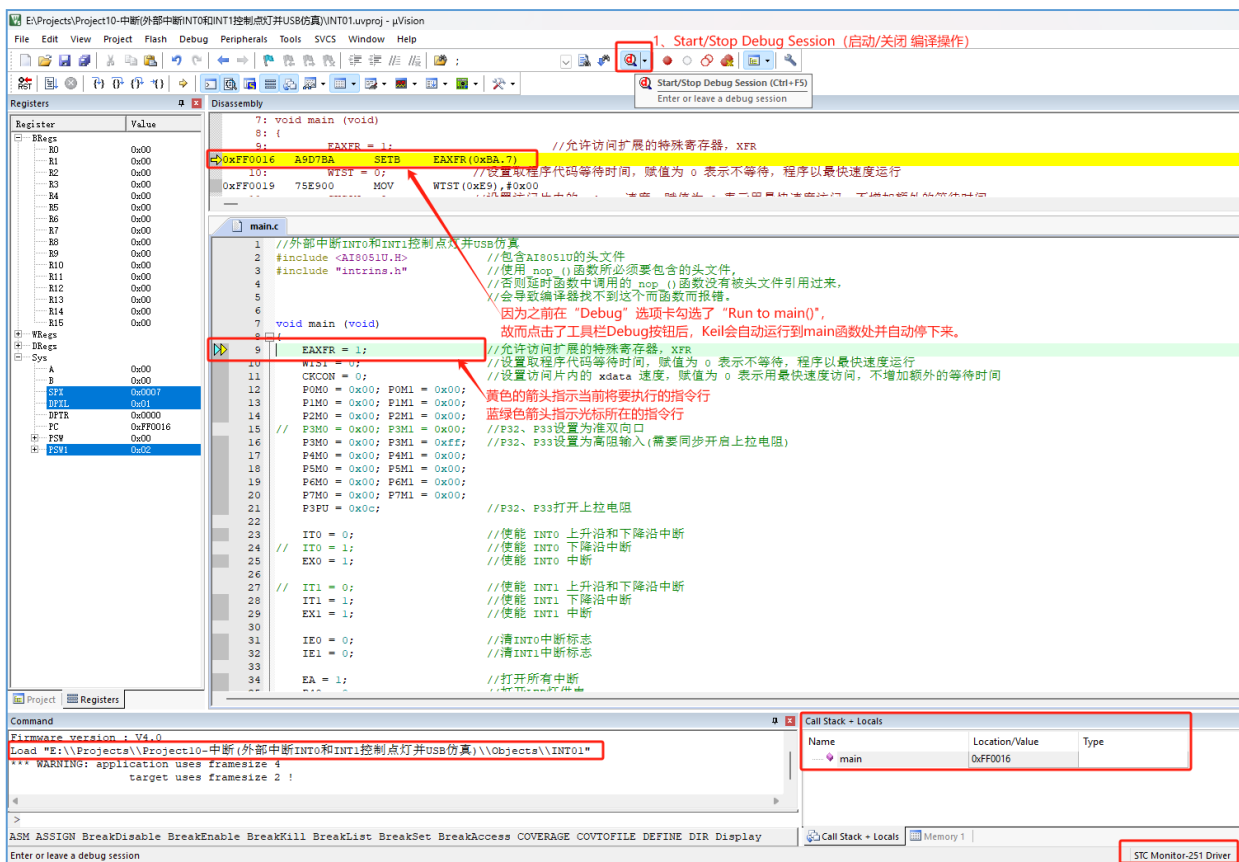 E:\Projects\Project10-中断(外部中断INT0和INT1控制点灯并USB仿真)\INT01.uvproj - µVision
File Edit View Project Flash Debug Peripherals Tools SVCS Window Help
1、Start/Stop Debug Session（启动/关闭 编译操作）
Start/Stop Debug Session (Ctrl+F5)
Enter or leave a debug session
Registers
Register Value
BRegs
R0 0x00
R1 0x00
R2 0x00
R3 0x00
R4 0x00
R5 0x00
R6 0x00
R7 0x00
R8 0x00
R9 0x00
R10 0x00
R11 0x00
R12 0x00
R13 0x00
R14 0x00
R15 0x00
WRegs
DRegs
Sys
A 0x00
B 0x00
SPX 0x0007
DPXL 0x01
DPTR 0x0000
PC 0xFF0016
PSW 0x00
PSW1 0x02
Project Registers
Disassembly
7: void main (void)
8: {
9: EAXFR = 1; //允许访问扩展的特殊寄存器，XFR
0xFF0016 A9D7BA SETB EAXFR(0xBA.7)
10: WTST = 0; //设置取程序代码等待时间，赋值为 0 表示不等待，程序以最快速度运行
0xFF0019 75E900 MOV WTST(0xE9),#0x00
main.c
1 //外部中断INT0和INT1控制点灯并USB仿真
2 #include <AI8051U.H> //包含AI8051U的头文件
3 #include "intrins.h" //使用_nop_()函数所必须要包含的头文件,
4 //否则延时函数中调用的_nop_()函数没有被头文件引用过来,
5 //会导致编译器找不到这个而函数而报错。
因为之前在“Debug”选项卡勾选了“Run to main()”,
6
7 void main (void)
故而点击了工具栏Debug按钮后，Keil会自动运行到main函数处并自动停下来。
8 {
9 EAXFR = 1; //允许访问扩展的特殊寄存器，XFR
10 WTST = 0; //设置取程序代码等待时间，赋值为 0 表示不等待，程序以最快速度运行
11 CKCON = 0; //设置访问片内的 xdata 速度，赋值为 0 表示用最快速度访问，不增加额外的等待时间
12 P0M0 = 0x00; P0M1 = 0x00;
黄色的箭头指示当前将要执行的指令行
13 P1M0 = 0x00; P1M1 = 0x00;
14 P2M0 = 0x00; P2M1 = 0x00;
蓝绿色箭头指示光标所在的指令行
15 // P3M0 = 0x00; P3M1 = 0x00; //P32、P33设置为准双向口
16 P3M0 = 0x00; P3M1 = 0xff; //P32、P33设置为高阻输入(需要同步开启上拉电阻)
17 P4M0 = 0x00; P4M1 = 0x00;
18 P5M0 = 0x00; P5M1 = 0x00;
19 P6M0 = 0x00; P6M1 = 0x00;
20 P7M0 = 0x00; P7M1 = 0x00;
21 P3PU = 0x0c; //P32、P33打开上拉电阻
22
23 IT0 = 0; //使能 INT0 上升沿和下降沿中断
24 // IT0 = 1; //使能 INT0 下降沿中断
25 EX0 = 1; //使能 INT0 中断
26
27 // IT1 = 0; //使能 INT1 上升沿和下降沿中断
28 IT1 = 1; //使能 INT1 下降沿中断
29 EX1 = 1; //使能 INT1 中断
30
31 IE0 = 0; //清INT0中断标志
32 IE1 = 0; //清INT1中断标志
33
34 EA = 1; //打开所有中断
Command
Firmware version : V4.0
Load "E:\\Projects\\Project10-中断(外部中断INT0和INT1控制点灯并USB仿真)\\Objects\\INT01"
*** WARNING: application uses framesize 4
target uses framesize 2 !
>
ASM ASSIGN BreakDisable BreakEnable BreakKill BreakList BreakSet BreakAccess COVERAGE COVTOFILE DEFINE DIR Display
Call Stack + Locals
Name Location/Value Type
main 0xFF0016
Call Stack + Locals Memory 1
Enter or leave a debug session
STC Monitor-251 Driver